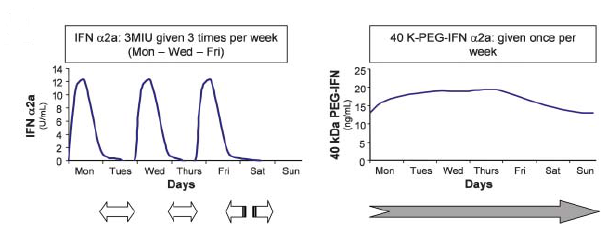 IFN α2a: 3MIU given 3 times per week
(Mon – Wed – Fri)
14
12
10
8
6
4
2
0
IFN α2a
(U/mL)
Mon Tues Wed Thurs Fri Sat Sun
Days
40 K-PEG-IFN α2a: given once per
week
25
20
15
10
5
0
40 kDa PEG-IFN
(ng/mL)
Mon Tues Wed Thurs Fri Sat Sun
Days